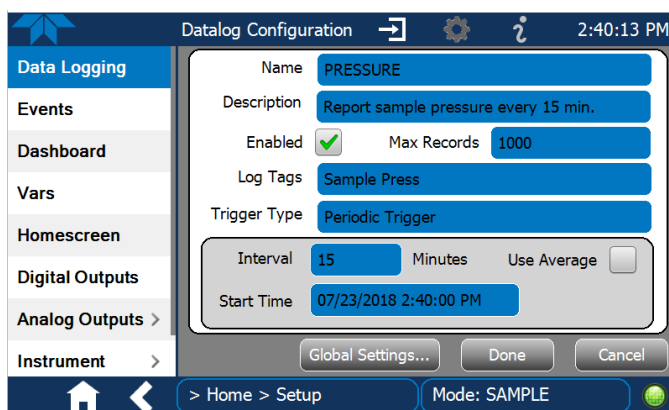 Datalog Configuration 2:40:13 PM
Data Logging
Events
Dashboard
Vars
Homescreen
Digital Outputs
Analog Outputs >
Instrument >
Name PRESSURE
Description Report sample pressure every 15 min.
Enabled Max Records 1000
Log Tags Sample Press
Trigger Type Periodic Trigger
Interval 15 Minutes Use Average
Start Time 07/23/2018 2:40:00 PM
Global Settings... Done Cancel
> Home > Setup Mode: SAMPLE